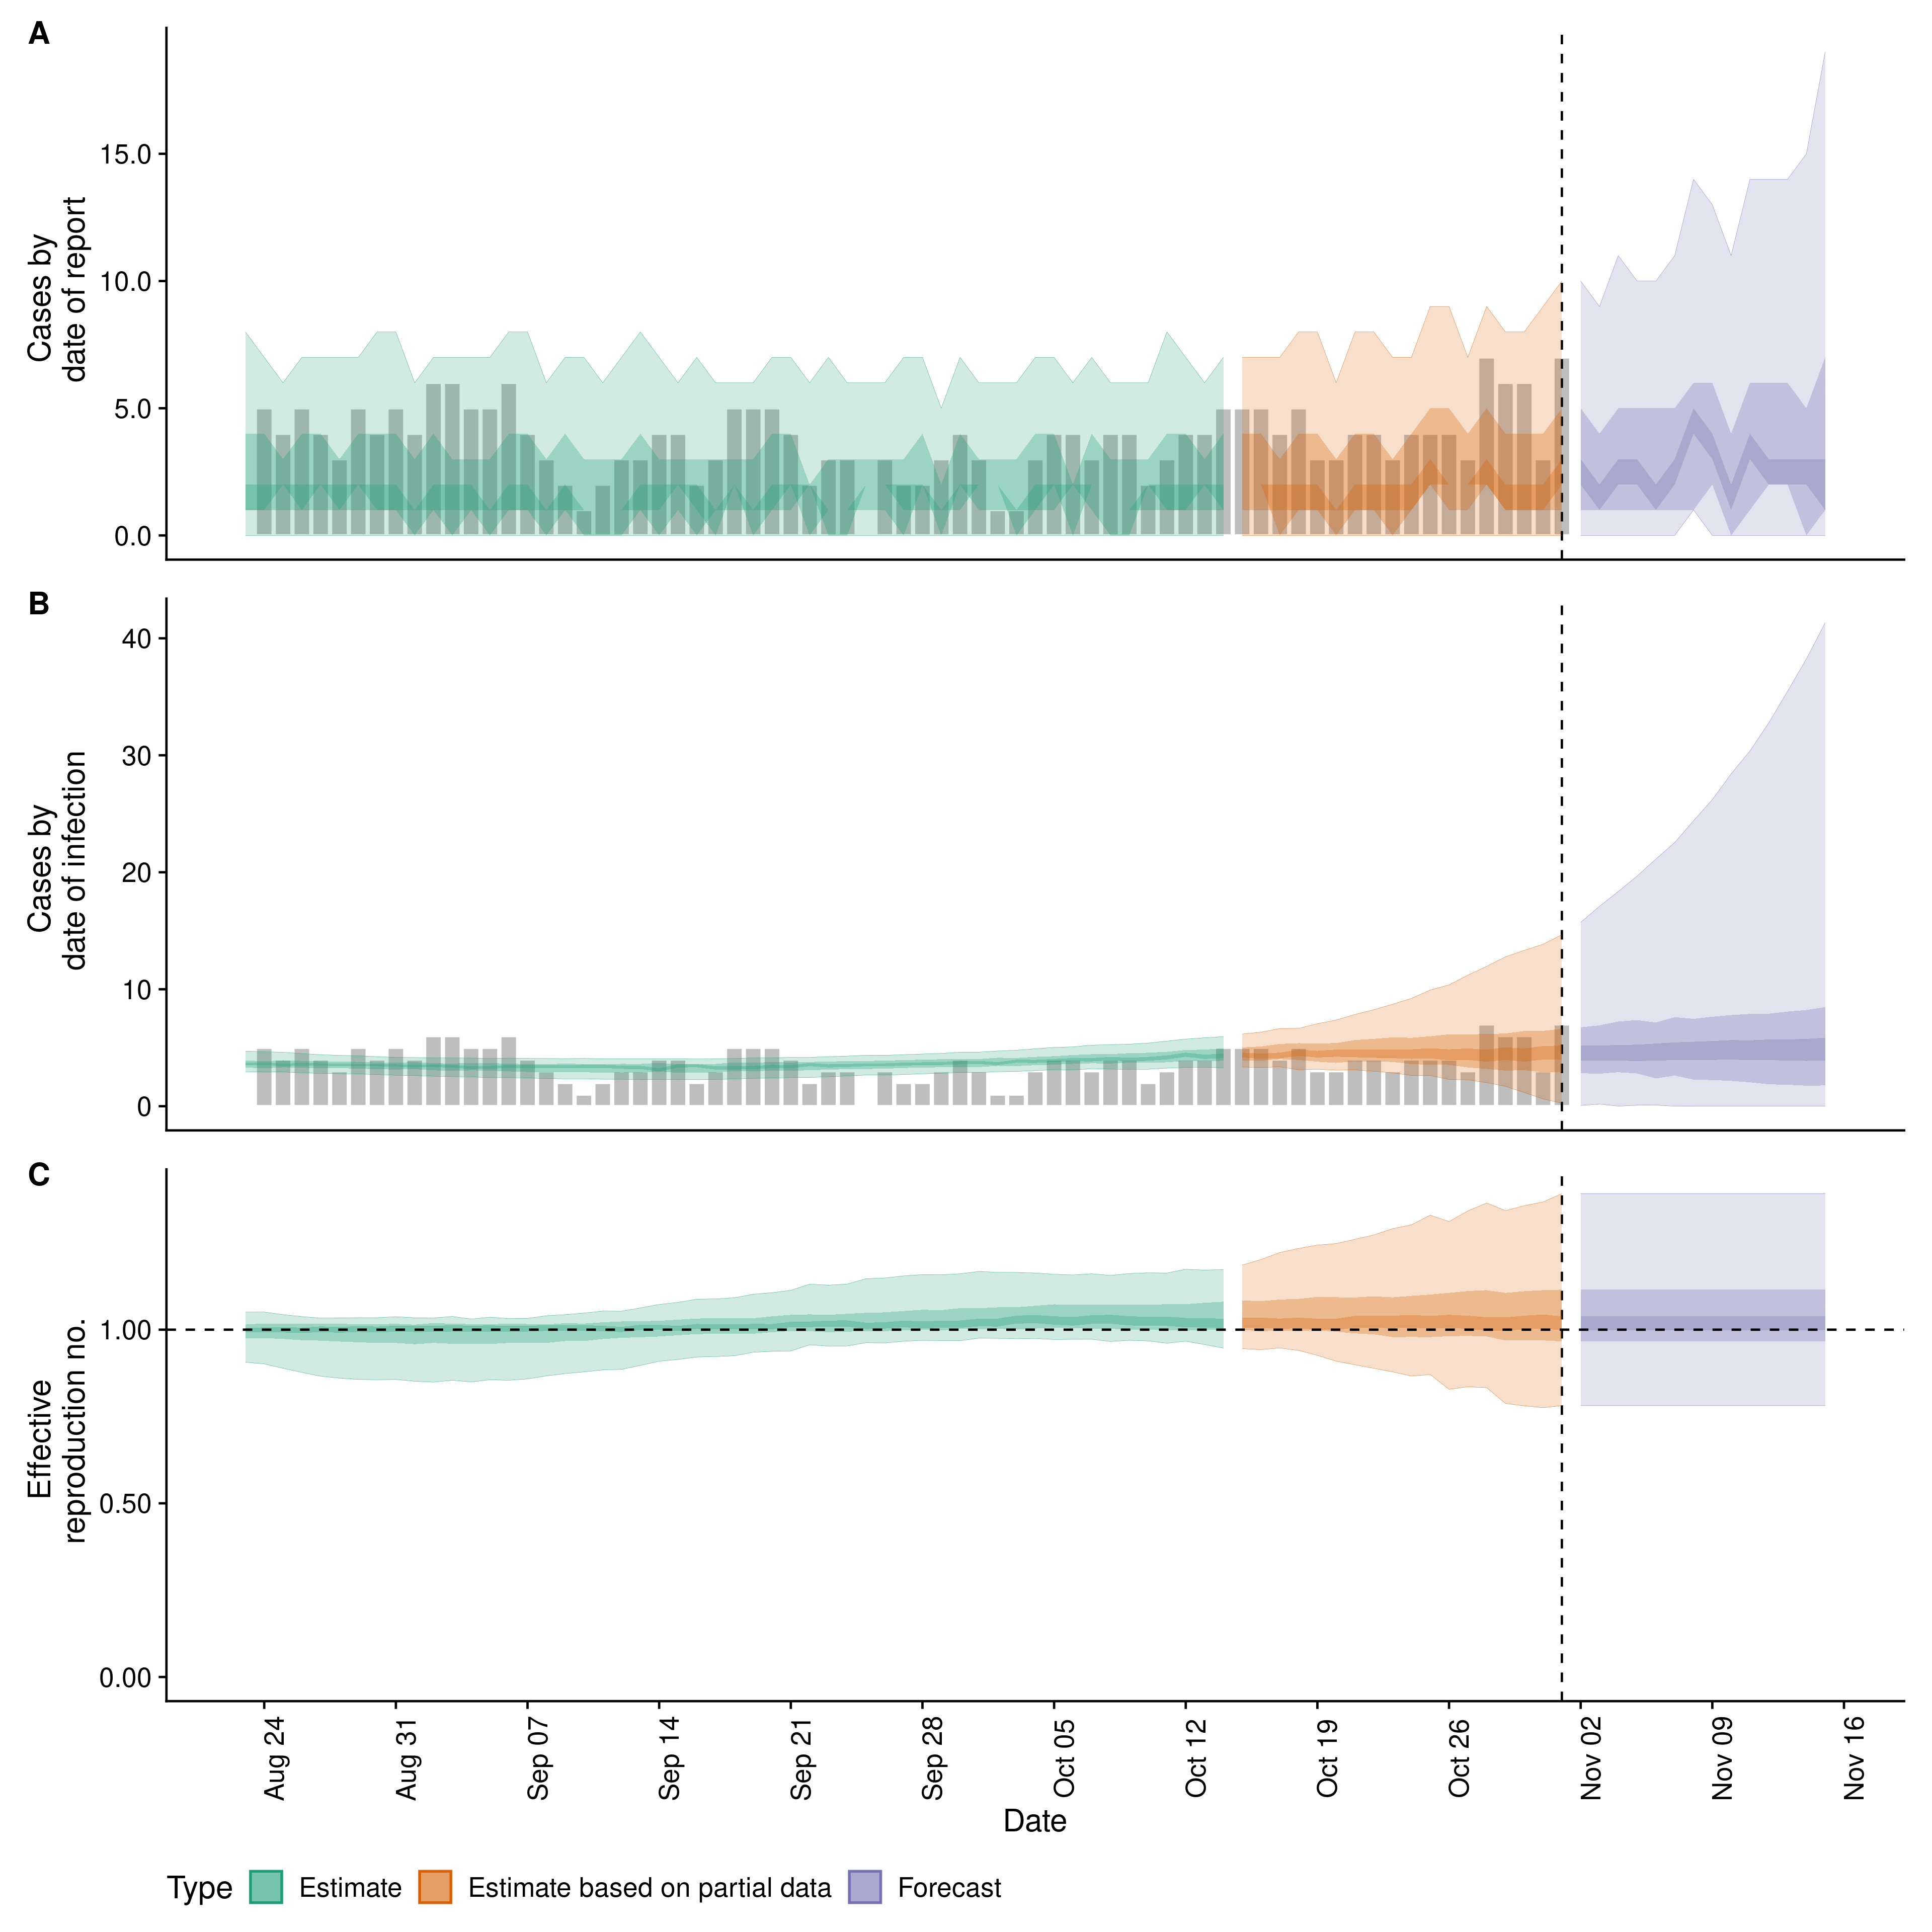 A
Cases by
date of report
15.0
10.0
5.0
0.0
B
Cases by
date of infection
40
30
20
10
0
C
Effective
reproduction no.
1.00
0.50
0.00
Aug 24
Aug 31
Sep 07
Sep 14
Sep 21
Sep 28
Oct 05
Oct 12
Oct 19
Oct 26
Nov 02
Nov 09
Nov 16
Date
Type Estimate Estimate based on partial data Forecast